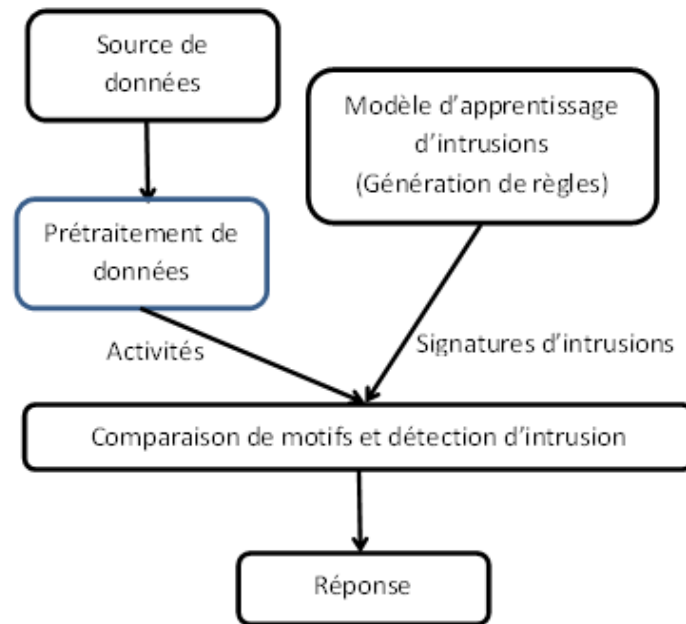 Source de
données
Modèle d'apprentissage
d'intrusions
(Génération de règles)
Prétraitement de
données
Activités
Signatures d'intrusions
Comparaison de motifs et détection d'intrusion
Réponse